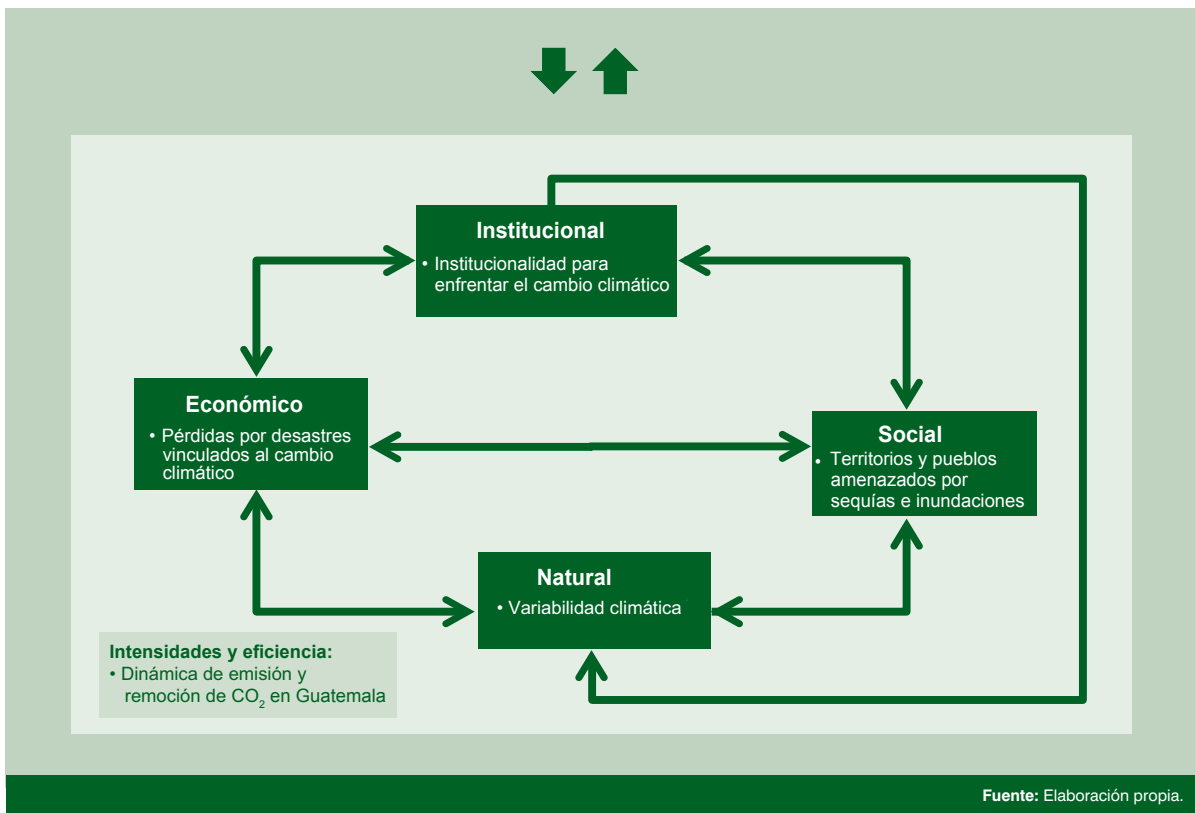 Institucional
• Institucionalidad para
enfrentar el cambio climático
Económico
• Pérdidas por desastres
vinculados al cambio
climático
Social
• Territorios y pueblos
amenazados por
sequías e inundaciones
Natural
• Variabilidad climática
Intensidades y eficiencia:
• Dinámica de emisión y
remoción de CO₂ en Guatemala
Fuente: Elaboración propia.